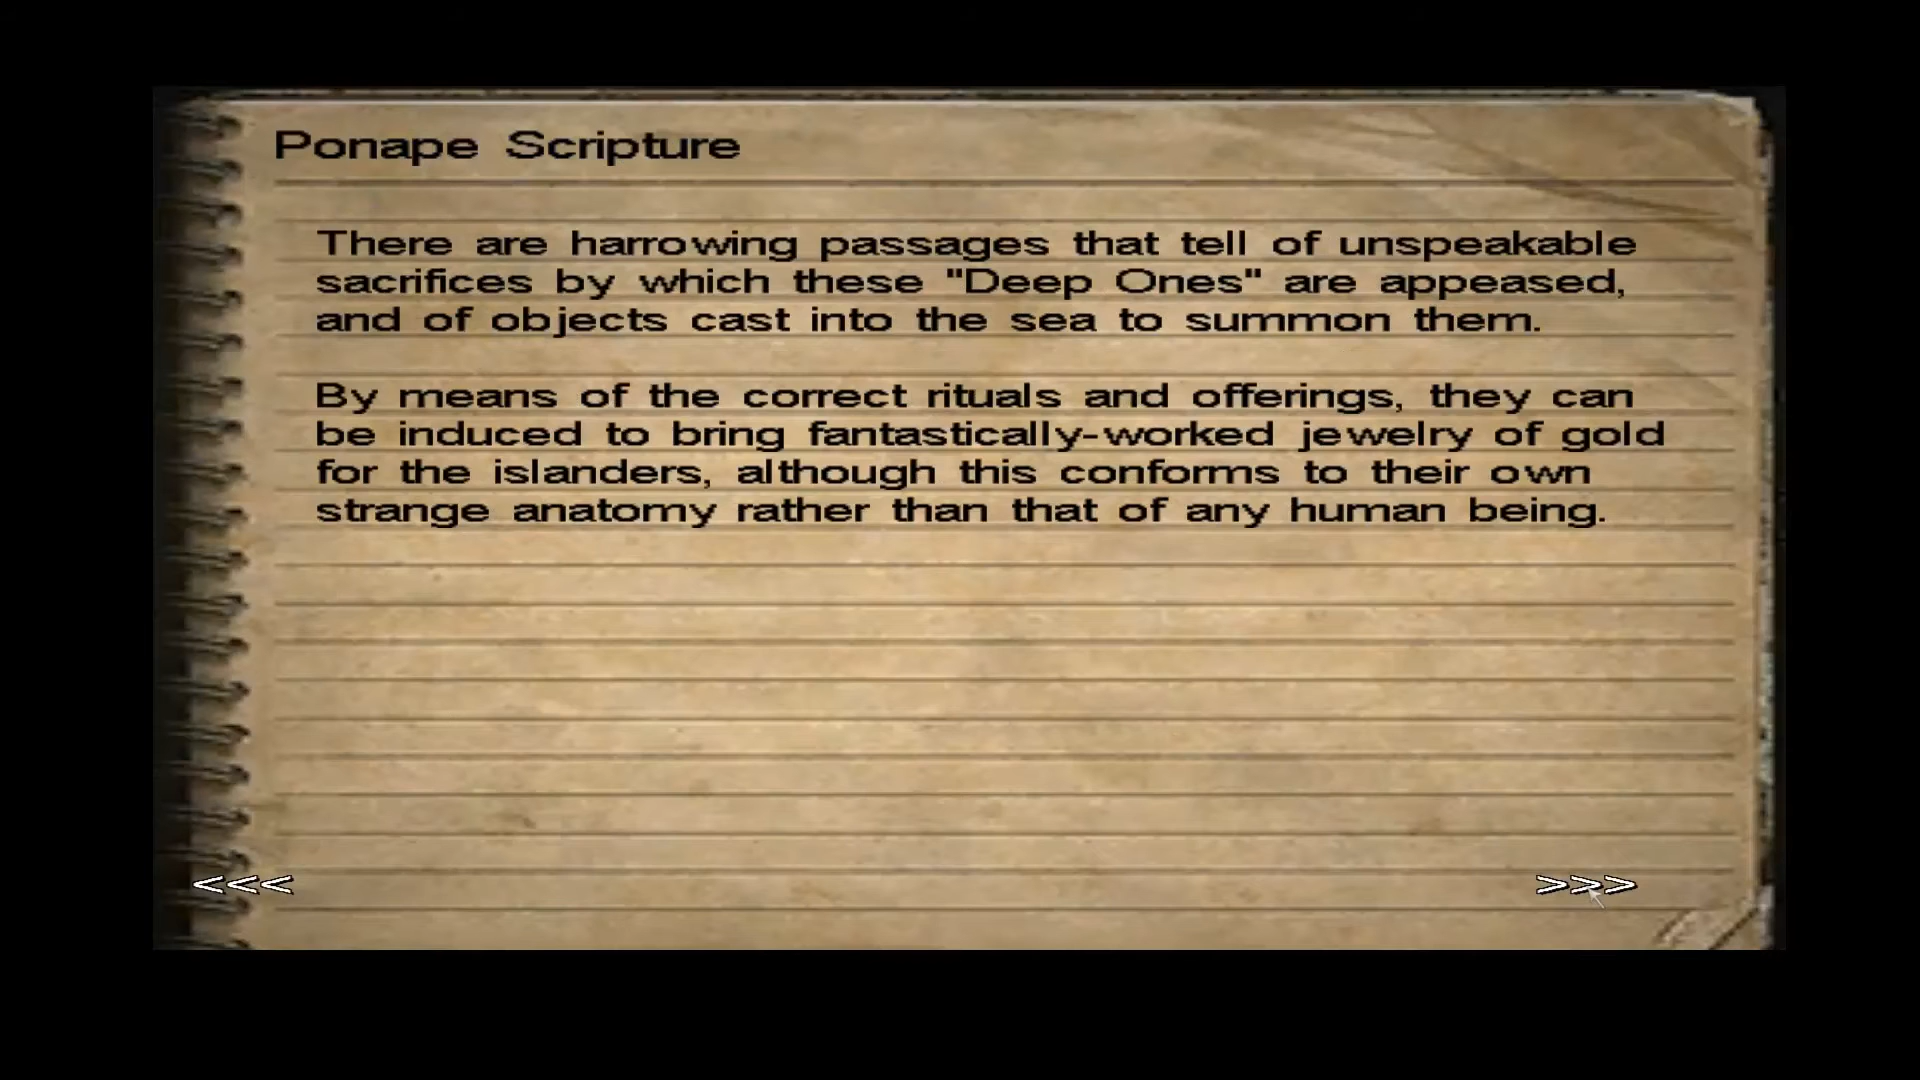 Ponape Scripture
There are harrowing passages that tell of unspeakable
sacrifices by which these "Deep Ones" are appeased,
and of objects cast into the sea to summon them.
By means of the correct rituals and offerings, they can
be induced to bring fantastically-worked jewelry of gold
for the islanders, although this conforms to their own
strange anatomy rather than that of any human being.
<<< >>>